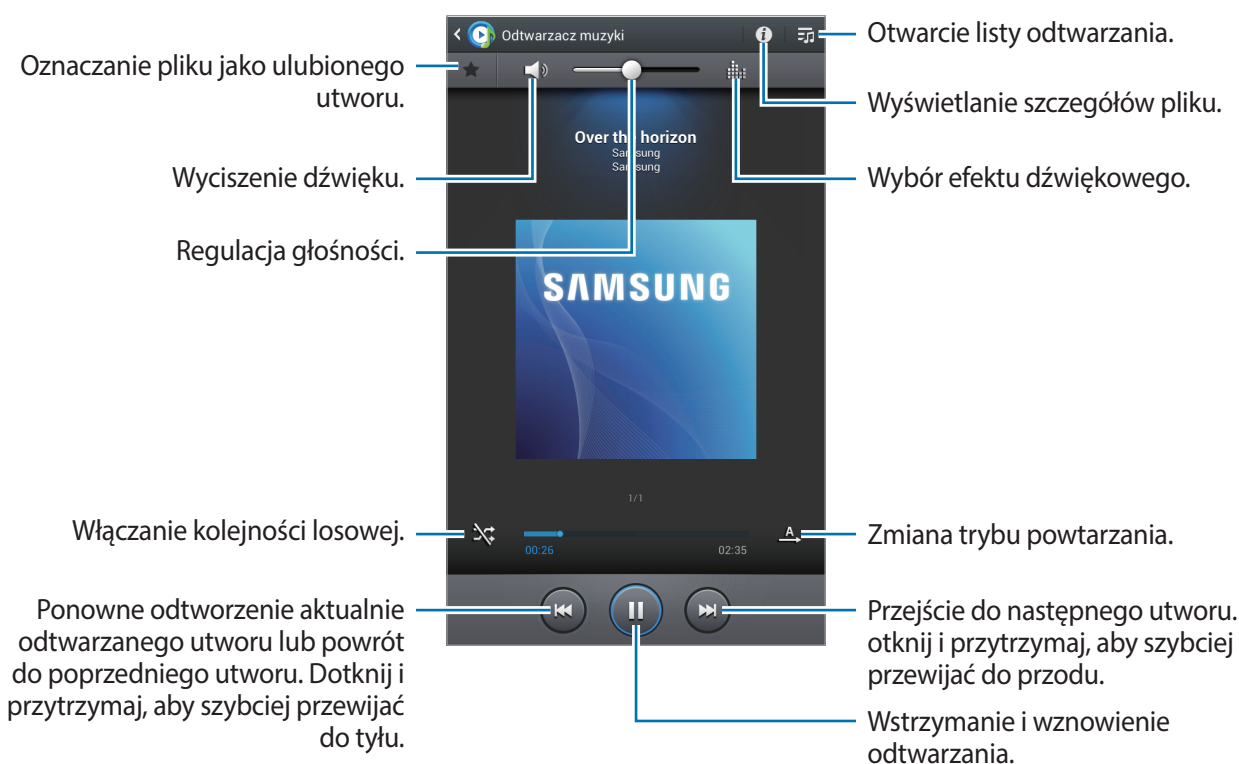 Odtwarzacz muzyki
Otwarcie listy odtwarzania.
Oznaczanie pliku jako ulubionego
utworu.
Wyświetlanie szczegółów pliku.
Over the horizon
Samsung
Samsung
Wyciszenie dźwięku.
Wybór efektu dźwiękowego.
Regulacja głośności.
SAMSUNG
1/1
Włączanie kolejności losowej.
00:26
02:35
A
Zmiana trybu powtarzania.
Ponowne odtworzenie aktualnie
odtwarzanego utworu lub powrót
do poprzedniego utworu. Dotknij i
przytrzymaj, aby szybciej przewijać
do tyłu.
Przejście do następnego utworu.
otknij i przytrzymaj, aby szybciej
przewijać do przodu.
Wstrzymanie i wznowienie
odtwarzania.